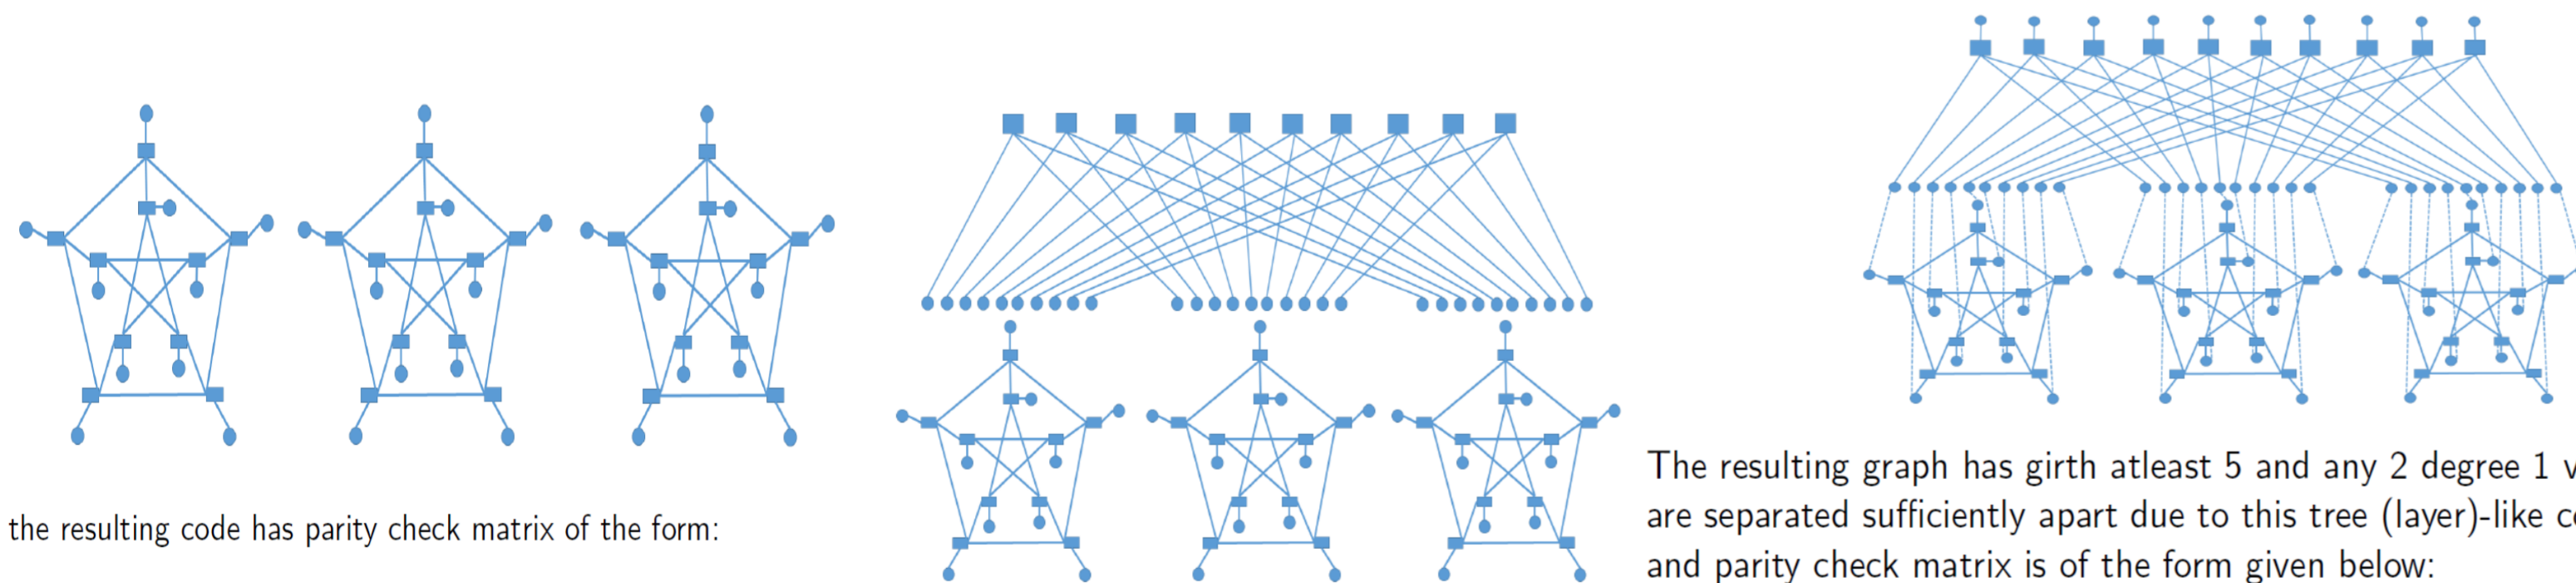 the resulting code has parity check matrix of the form:
The resulting graph has girth atleast 5 and any 2 degree 1
are separated sufficiently apart due to this tree (layer)-like
and parity check matrix is of the form given below: